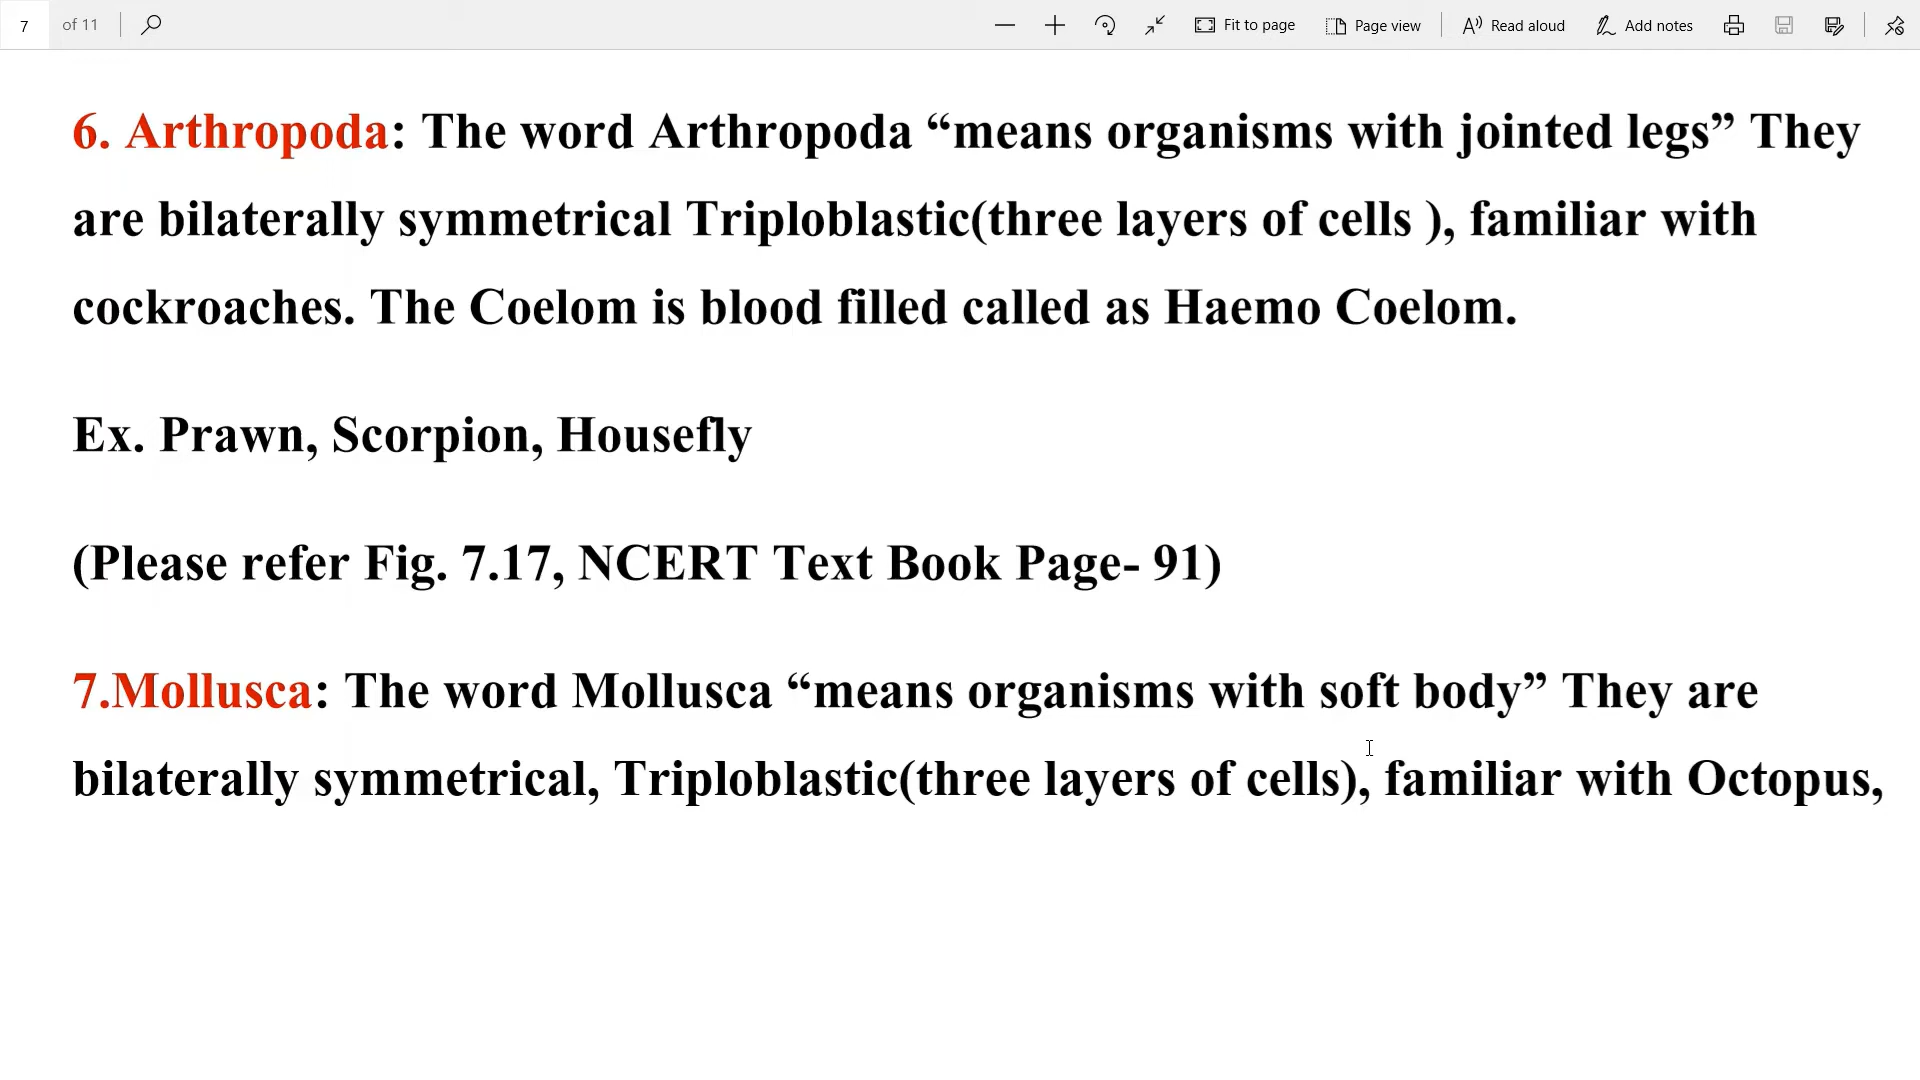 7 of 11 Fit to page Page view Read aloud Add notes
6. Arthropoda: The word Arthropoda “means organisms with jointed legs” They
are bilaterally symmetrical Triploblastic(three layers of cells ), familiar with
cockroaches. The Coelom is blood filled called as Haemo Coelom.
Ex. Prawn, Scorpion, Housefly
(Please refer Fig. 7.17, NCERT Text Book Page- 91)
7.Mollusca: The word Mollusca “means organisms with soft body” They are
bilaterally symmetrical, Triploblastic(three layers of cells), familiar with Octopus,